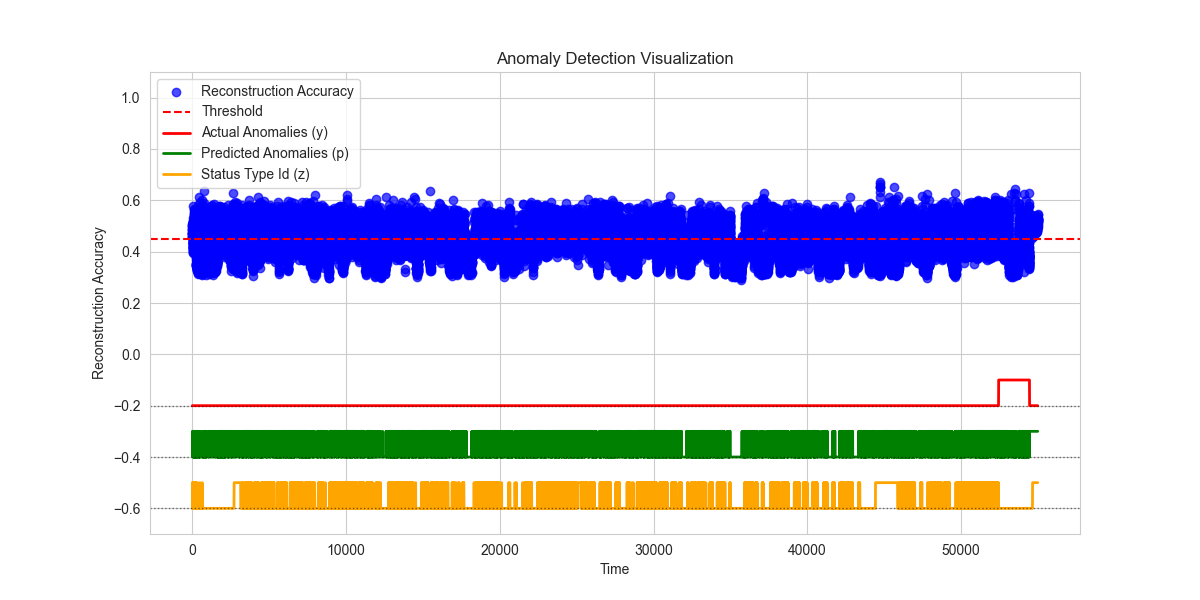 Anomaly Detection Visualization
Reconstruction Accuracy
Threshold
Actual Anomalies (y)
Predicted Anomalies (p)
Status Type Id (z)
Reconstruction Accuracy
1.0
0.8
0.6
0.4
0.2
0.0
−0.2
−0.4
−0.6
0 10000 20000 30000 40000 50000
Time